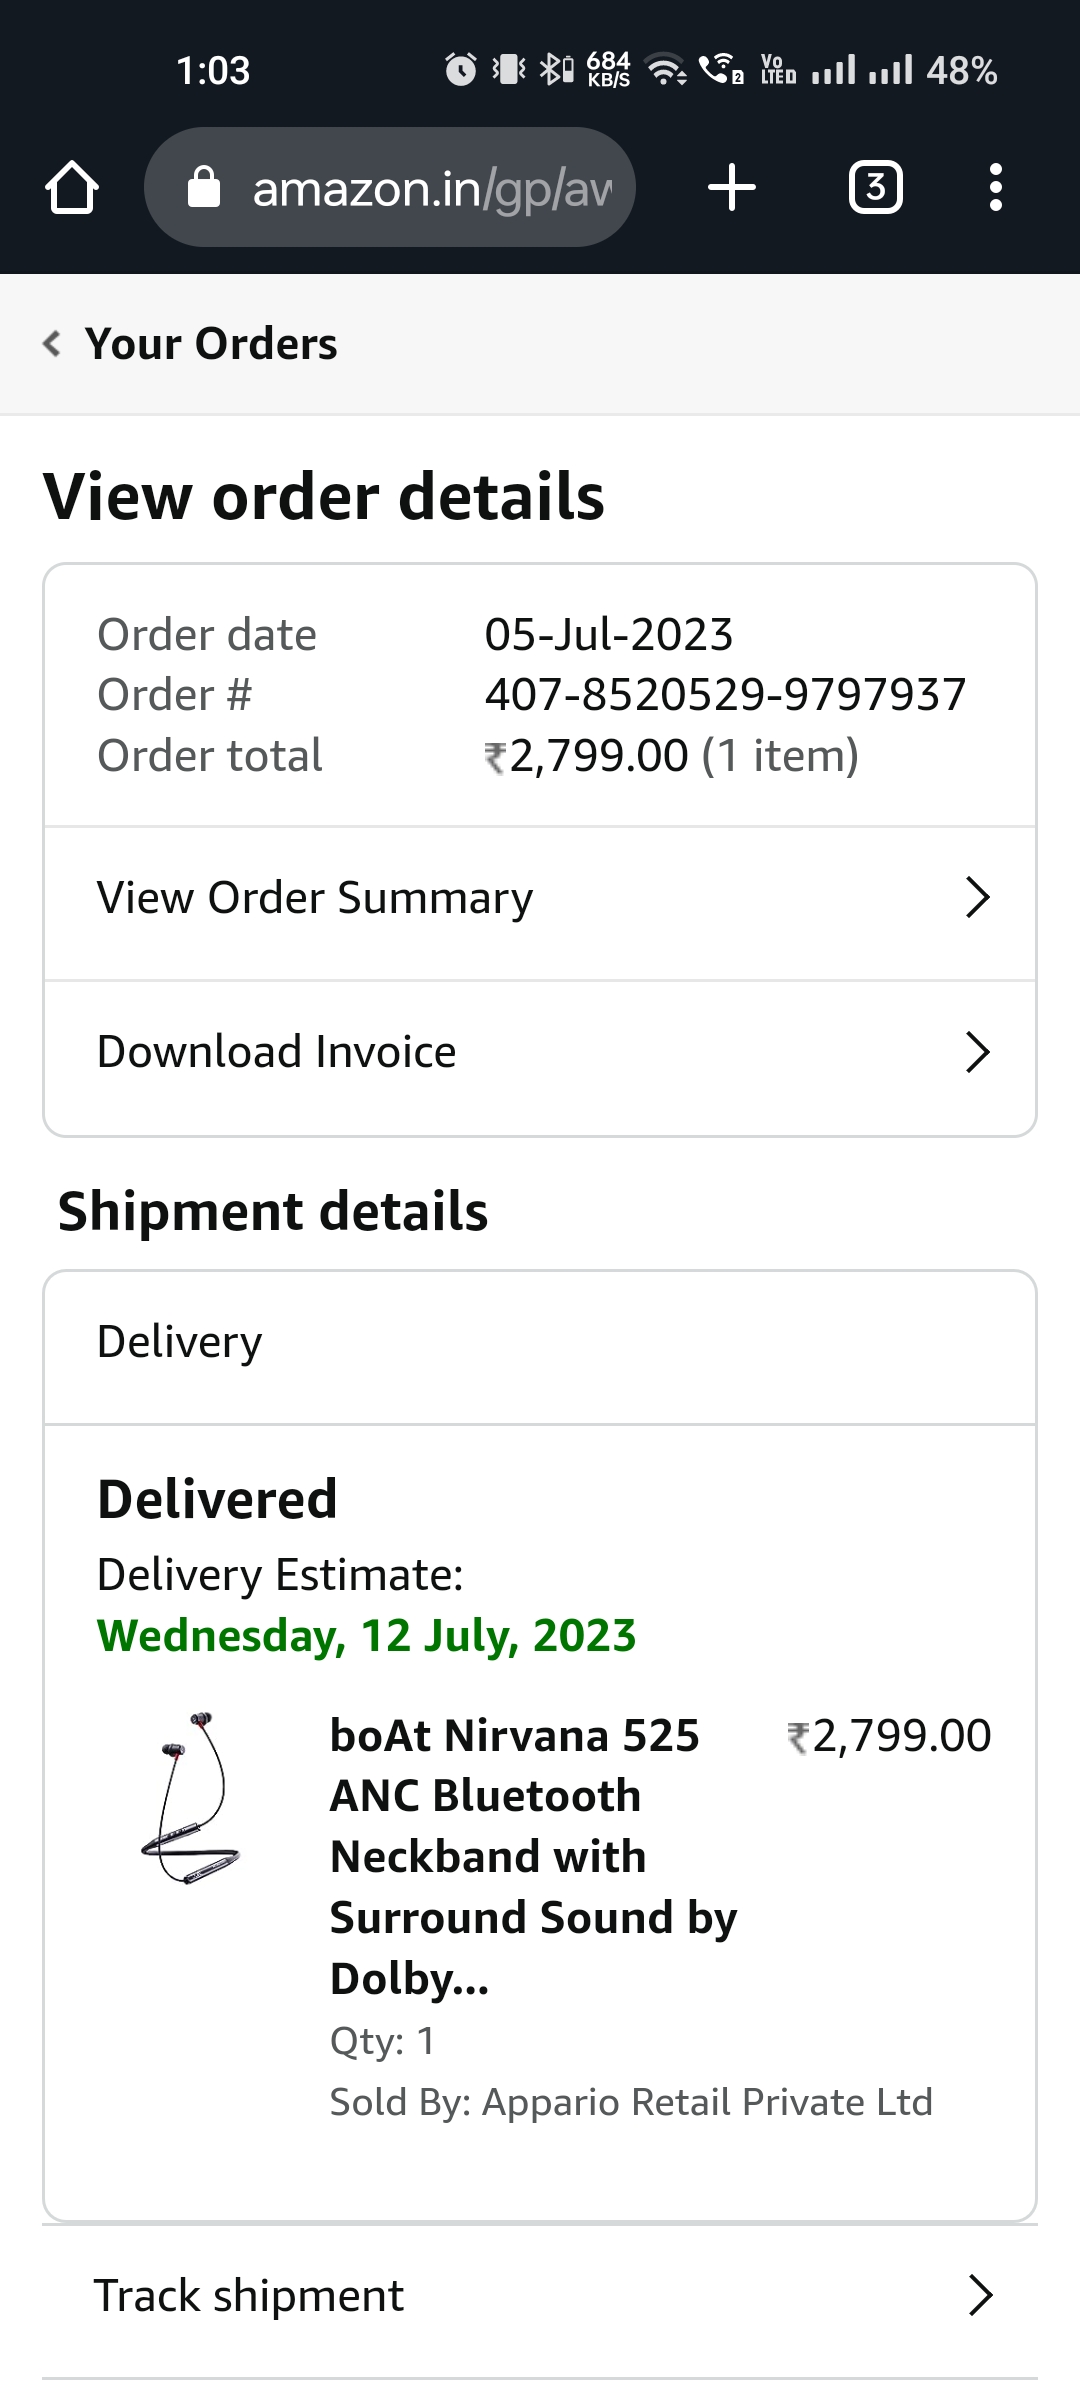 1:03 684 KB/S 2 Vo LTED 48%
amazon.in/gp/aw 3
Your Orders
View order details
Order date 05-Jul-2023
Order # 407-8520529-9797937
Order total ₹2,799.00 (1 item)
View Order Summary
Download Invoice
Shipment details
Delivery
Delivered
Delivery Estimate:
Wednesday, 12 July, 2023
boAt Nirvana 525 ₹2,799.00
ANC Bluetooth
Neckband with
Surround Sound by
Dolby...
Qty: 1
Sold By: Appario Retail Private Ltd
Track shipment